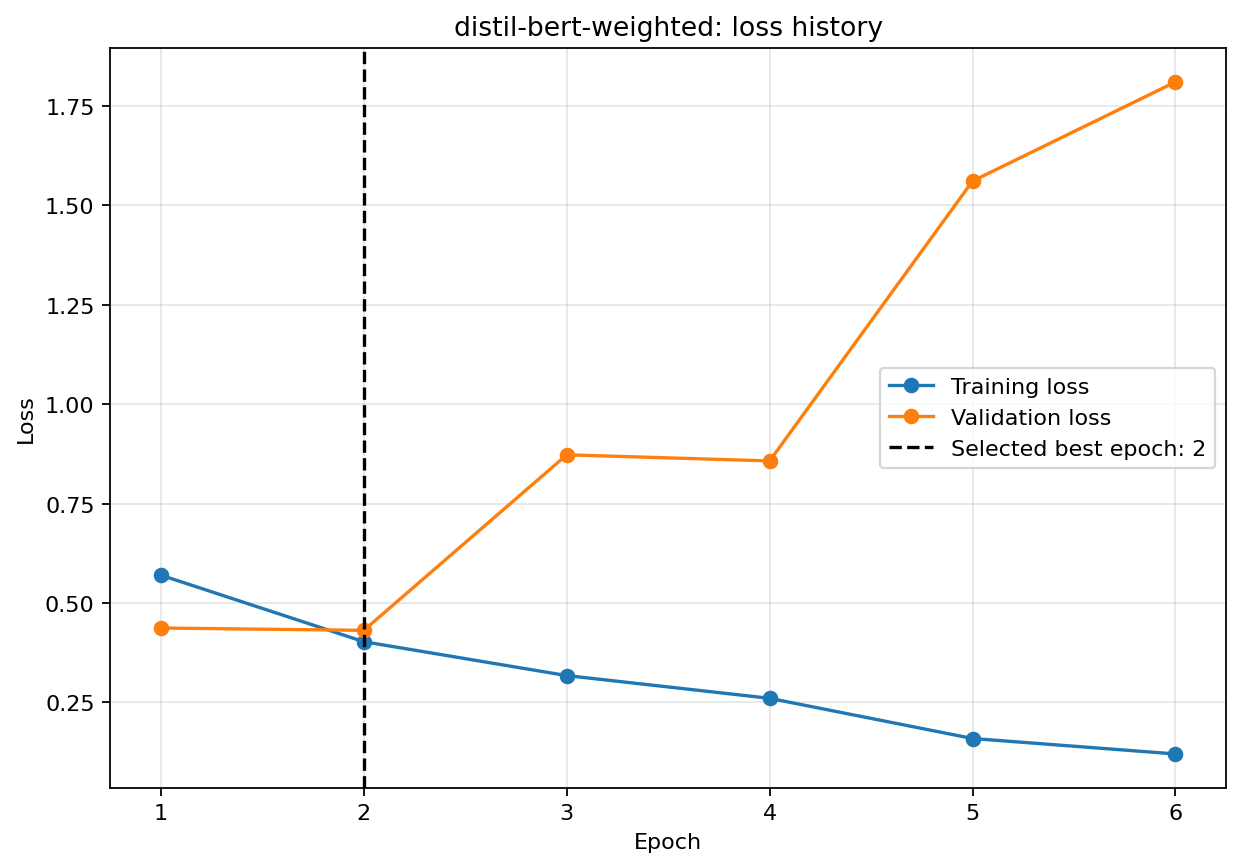 distil-bert-weighted: loss history
1.75
1.50
1.25
1.00
0.75
0.50
0.25
Loss
Training loss
Validation loss
Selected best epoch: 2
1 2 3 4 5 6
Epoch